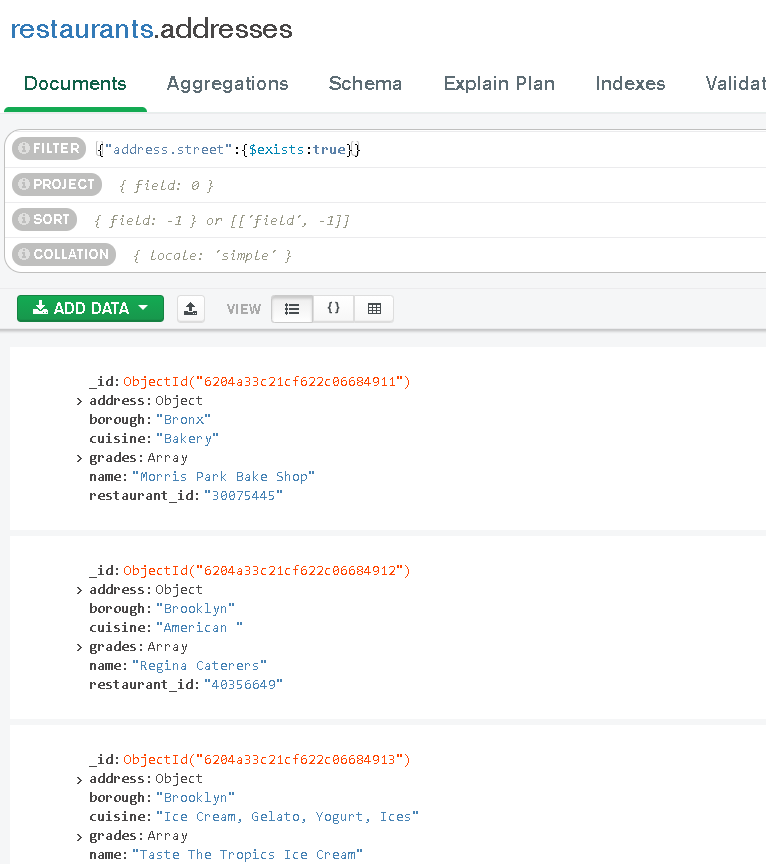 restaurants.addresses
Documents Aggregations Schema Explain Plan Indexes Validat
FILTER {"address.street":{$exists:true}}
PROJECT { field: 0 }
SORT { field: -1 } or [['field', -1]]
COLLATION { locale: 'simple' }
ADD DATA VIEW {}
_id: ObjectId("6204a33c21cf622c06684911")
> address: Object
borough: "Bronx"
cuisine: "Bakery"
> grades: Array
name: "Morris Park Bake Shop"
restaurant_id: "30075445"
_id: ObjectId("6204a33c21cf622c06684912")
> address: Object
borough: "Brooklyn"
cuisine: "American "
> grades: Array
name: "Regina Caterers"
restaurant_id: "40356649"
_id: ObjectId("6204a33c21cf622c06684913")
> address: Object
borough: "Brooklyn"
cuisine: "Ice Cream, Gelato, Yogurt, Ices"
> grades: Array
name: "Taste The Tropics Ice Cream"